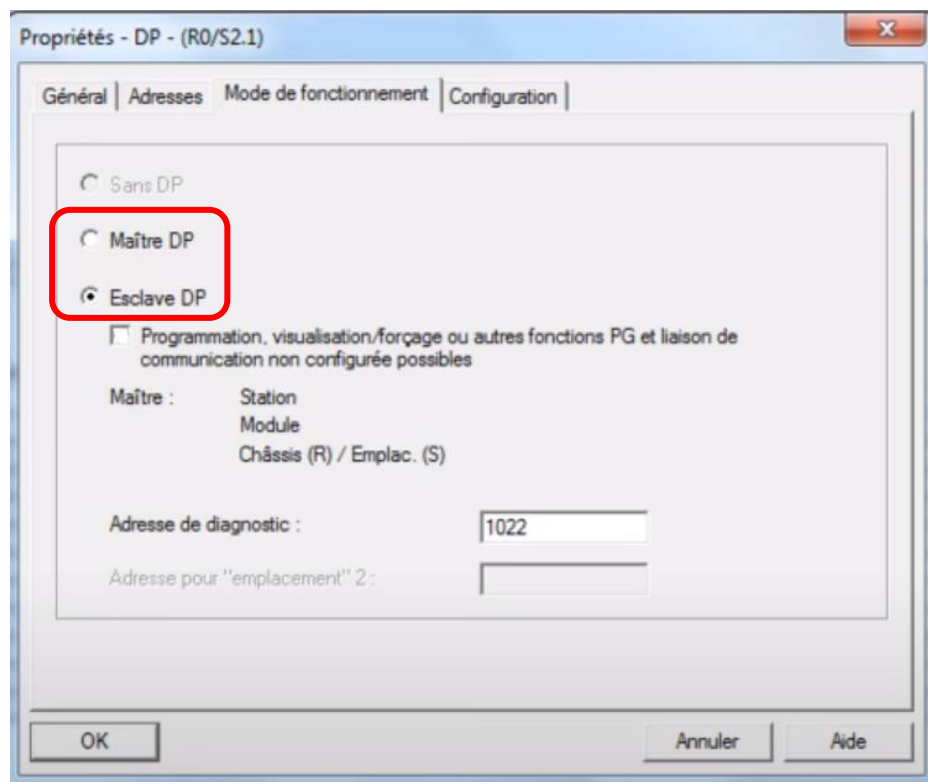 Propriétés - DP - (R0/S2.1)
Général Adresses Mode de fonctionnement Configuration
Sans DP
Maître DP
Esclave DP
Programmation, visualisation/forçage ou autres fonctions PG et liaison de
communication non configurée possibles
Maître : Station
Module
Châssis (R) / Emplac. (S)
Adresse de diagnostic : 1022
Adresse pour "emplacement" 2 :
OK Annuler Aide